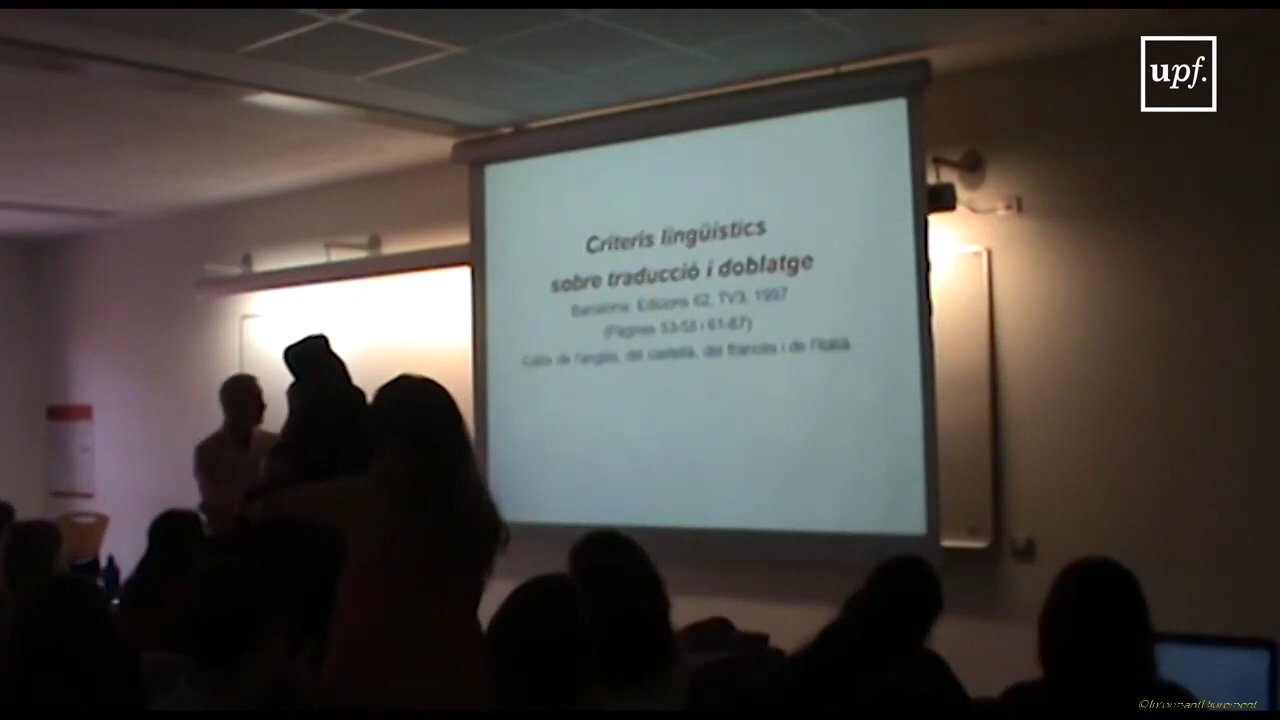 upf.
Criteris lingüístics
sobre traducció i doblatge
Barcelona: Edicions 62, TV3, 1997
(Pàgines 53-58 i 61-67)
Calcs de l'anglès, del castellà, del francès i de l'italià